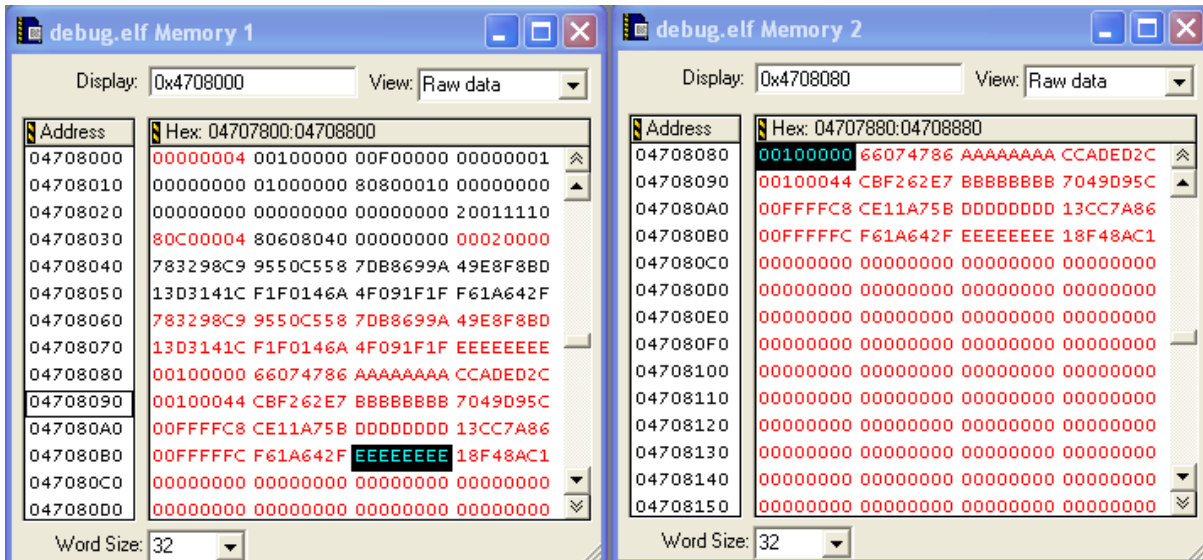 debug.elf Memory 1
Display: 0x4708000 View: Raw data
Address Hex: 04707800:04708800
04708000 00000004 00100000 00F00000 00000001
04708010 00000000 01000000 80800010 00000000
04708020 00000000 00000000 00000000 20011110
04708030 80C00004 80608040 00000000 00020000
04708040 783298C9 9550C558 7DB8699A 49E8F8BD
04708050 13D3141C F1F0146A 4F091F1F F61A642F
04708060 783298C9 9550C558 7DB8699A 49E8F8BD
04708070 13D3141C F1F0146A 4F091F1F EEEEEEEE
04708080 00100000 66074786 AAAAAAAA CCADED2C
04708090 00100044 CBF262E7 BBBBBBBB 7049D95C
047080A0 00FFFFC8 CE11A75B DDDDDDDD 13CC7A86
047080B0 00FFFFFC F61A642F EEEEEEEE 18F48AC1
047080C0 00000000 00000000 00000000 00000000
047080D0 00000000 00000000 00000000 00000000
Word Size: 32
debug.elf Memory 2
Display: 0x4708080 View: Raw data
Address Hex: 04707880:04708880
04708080 00100000 66074786 AAAAAAAA CCADED2C
04708090 00100044 CBF262E7 BBBBBBBB 7049D95C
047080A0 00FFFFC8 CE11A75B DDDDDDDD 13CC7A86
047080B0 00FFFFFC F61A642F EEEEEEEE 18F48AC1
047080C0 00000000 00000000 00000000 00000000
047080D0 00000000 00000000 00000000 00000000
047080E0 00000000 00000000 00000000 00000000
047080F0 00000000 00000000 00000000 00000000
04708100 00000000 00000000 00000000 00000000
04708110 00000000 00000000 00000000 00000000
04708120 00000000 00000000 00000000 00000000
04708130 00000000 00000000 00000000 00000000
04708140 00000000 00000000 00000000 00000000
04708150 00000000 00000000 00000000 00000000
Word Size: 32